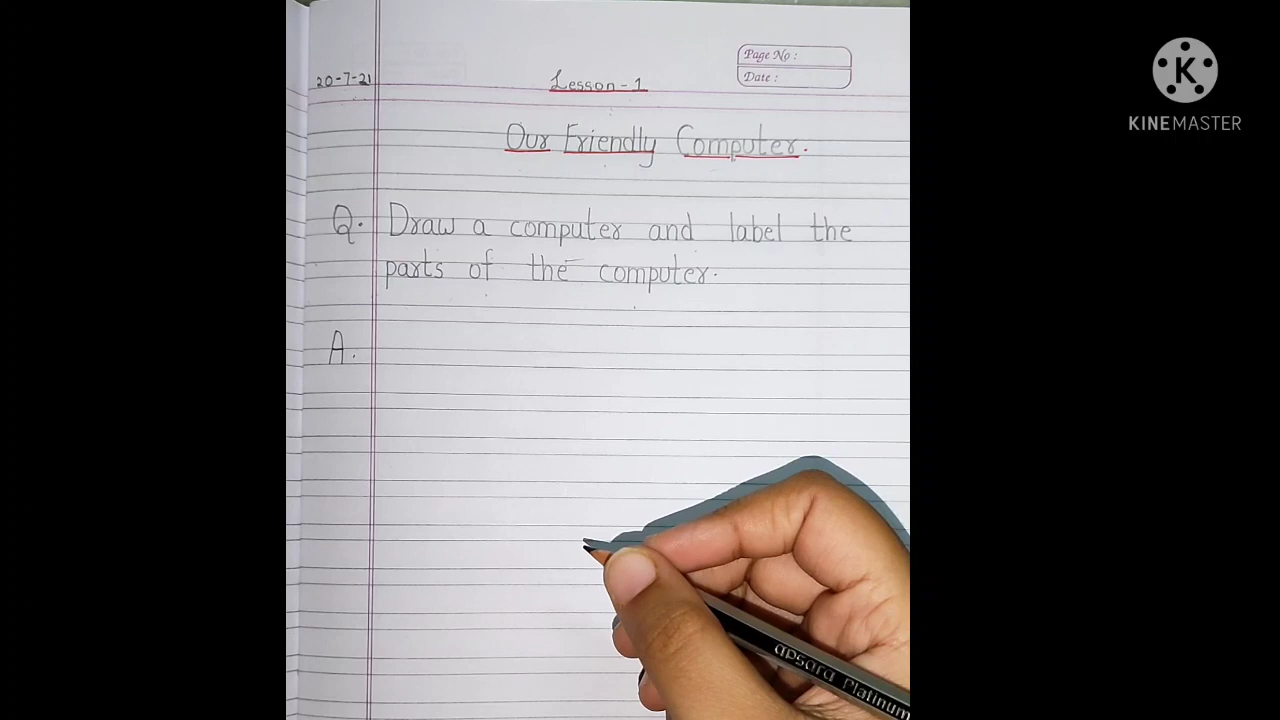 KINEMASTER
Page No :
Date :
20-7-21
Lesson-1
Our Friendly Computer.
Q. Draw a computer and label the
parts of the computer.
A.
apsara Platinum